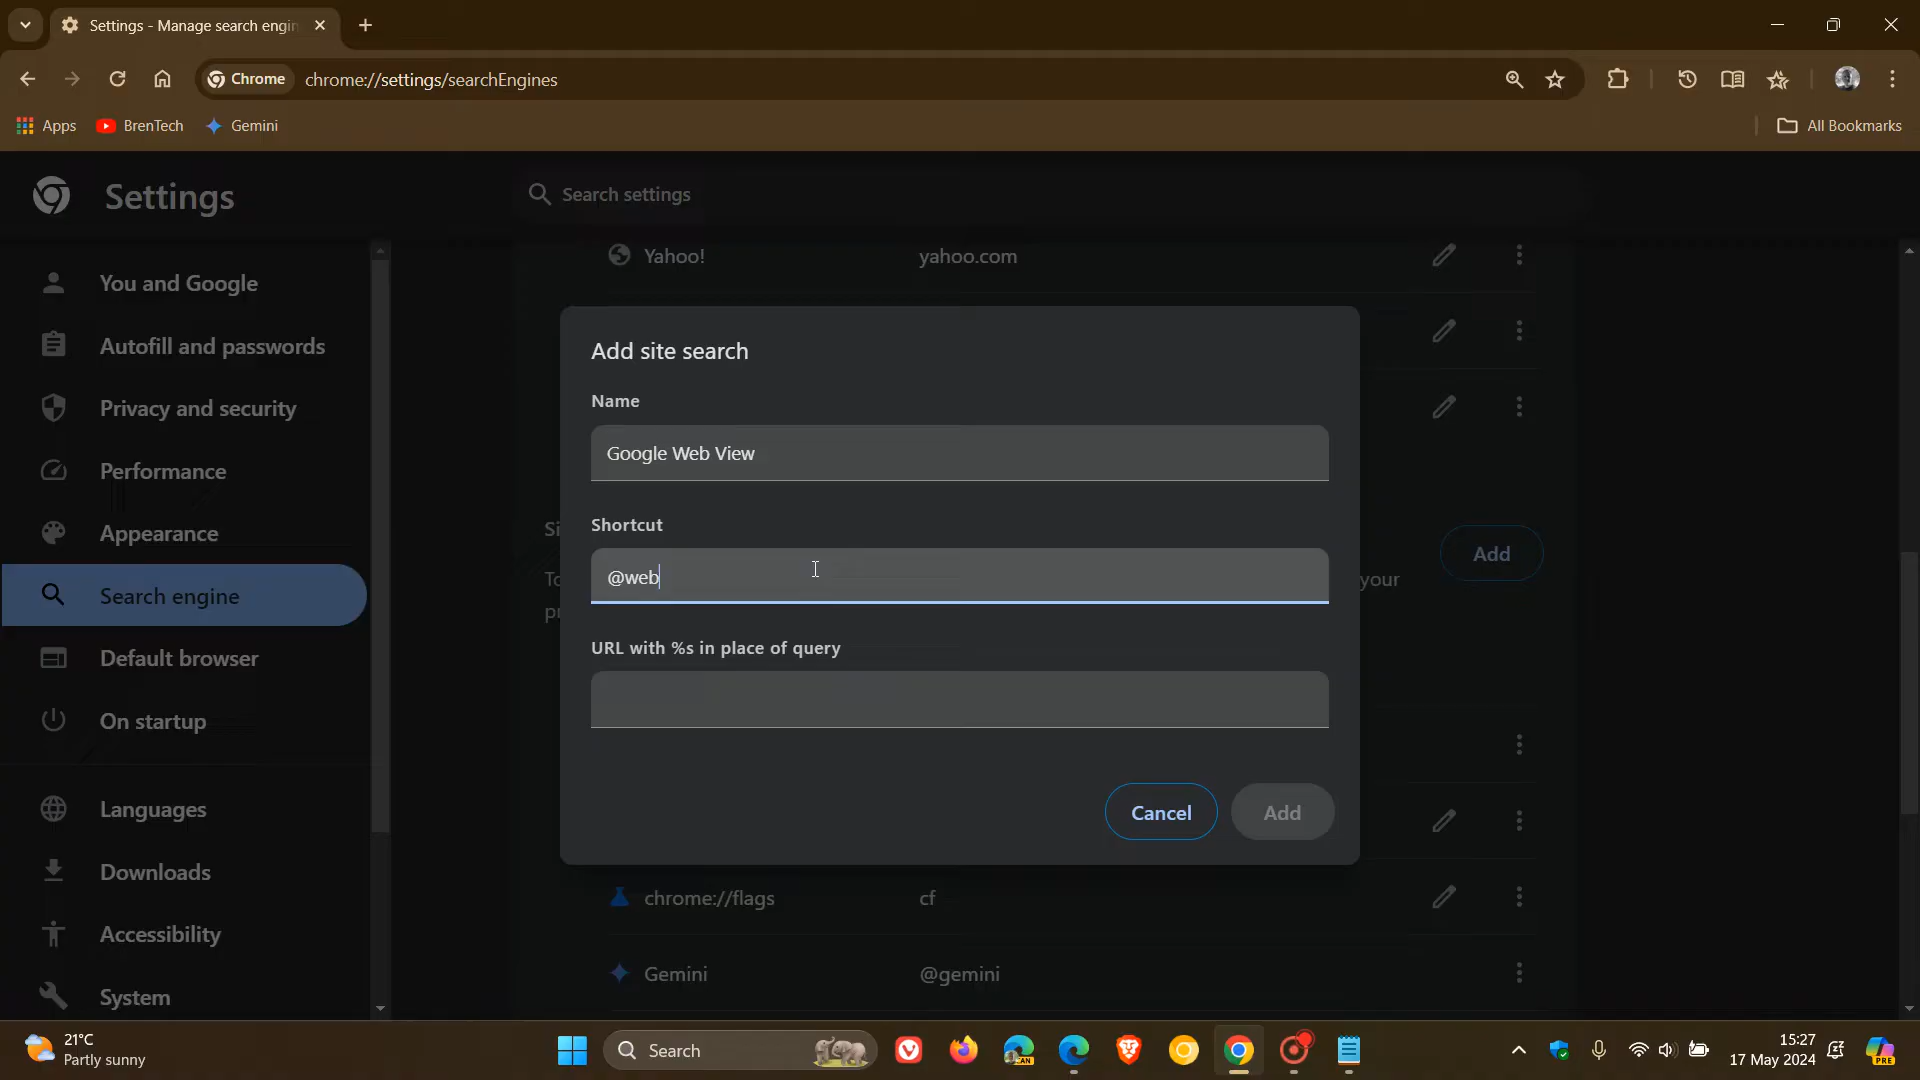 Settings - Manage search engin
Chrome
chrome://settings/searchEngines
Apps
BrenTech
Gemini
All Bookmarks
Settings
Search settings
You and Google
Autofill and passwords
Privacy and security
Performance
Appearance
Search engine
Default browser
On startup
Languages
Downloads
Accessibility
System
Yahoo!
yahoo.com
Add site search
Name
Google Web View
Shortcut
@web
URL with %s in place of query
Cancel
Add
Add
your
chrome://flags
cf
Gemini
@gemini
21°C
Partly sunny
Search
CAN
15:27
17 May 2024
PRE